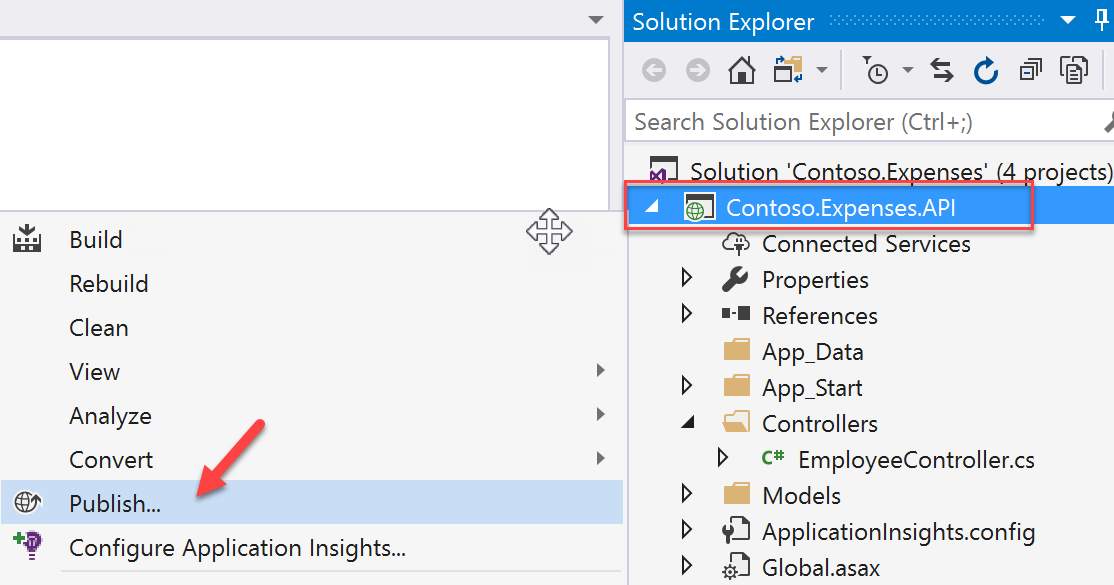 Solution Explorer
Search Solution Explorer (Ctrl+;)
Solution 'Contoso.Expenses' (4 projects)
Contoso.Expenses.API
Connected Services
Properties
References
App_Data
App_Start
Controllers
C# EmployeeController.cs
Models
ApplicationInsights.config
Global.asax
Build
Rebuild
Clean
View
Analyze
Convert
Publish...
Configure Application Insights...